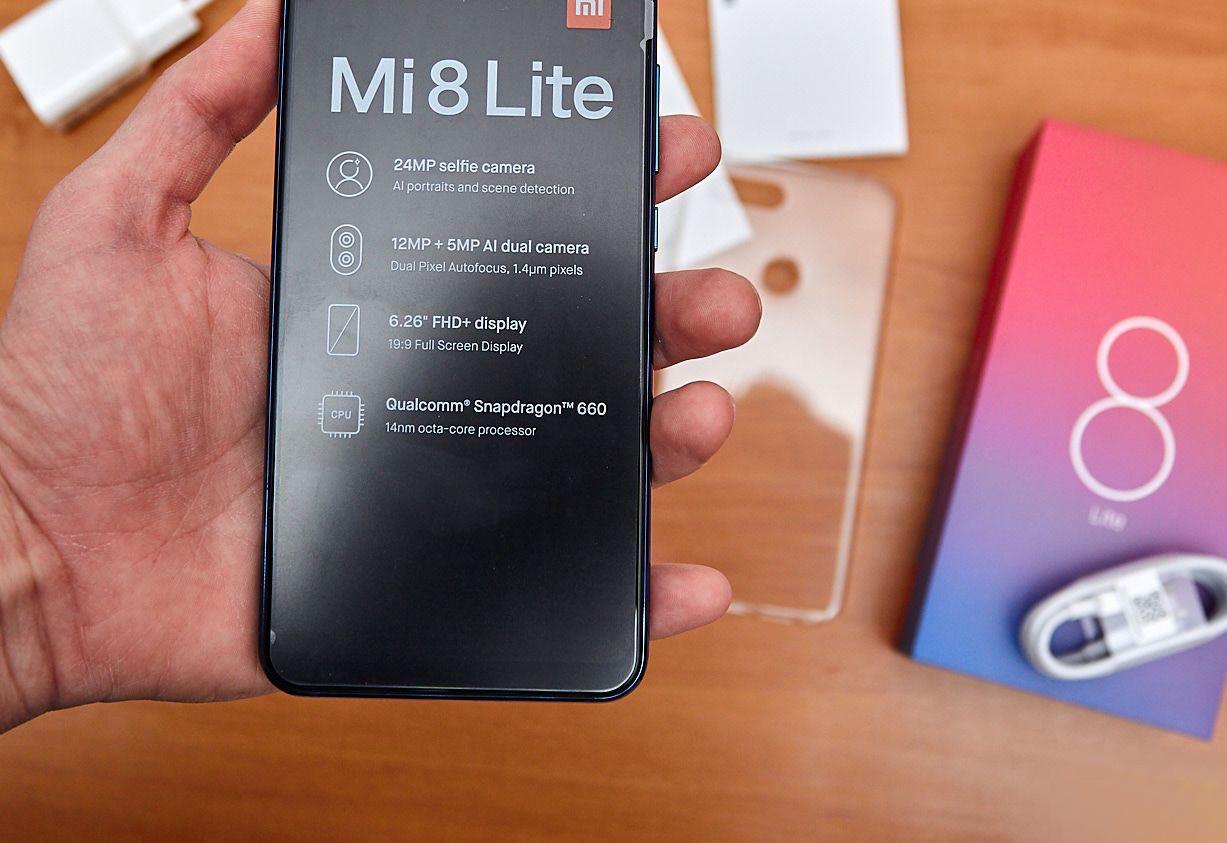 mi
Mi 8 Lite
24MP selfie camera
AI portraits and scene detection
12MP + 5MP AI dual camera
Dual Pixel Autofocus, 1.4μm pixels
6.26" FHD+ display
19:9 Full Screen Display
CPU
Qualcomm® Snapdragon™ 660
14nm octa-core processor
8
Lite